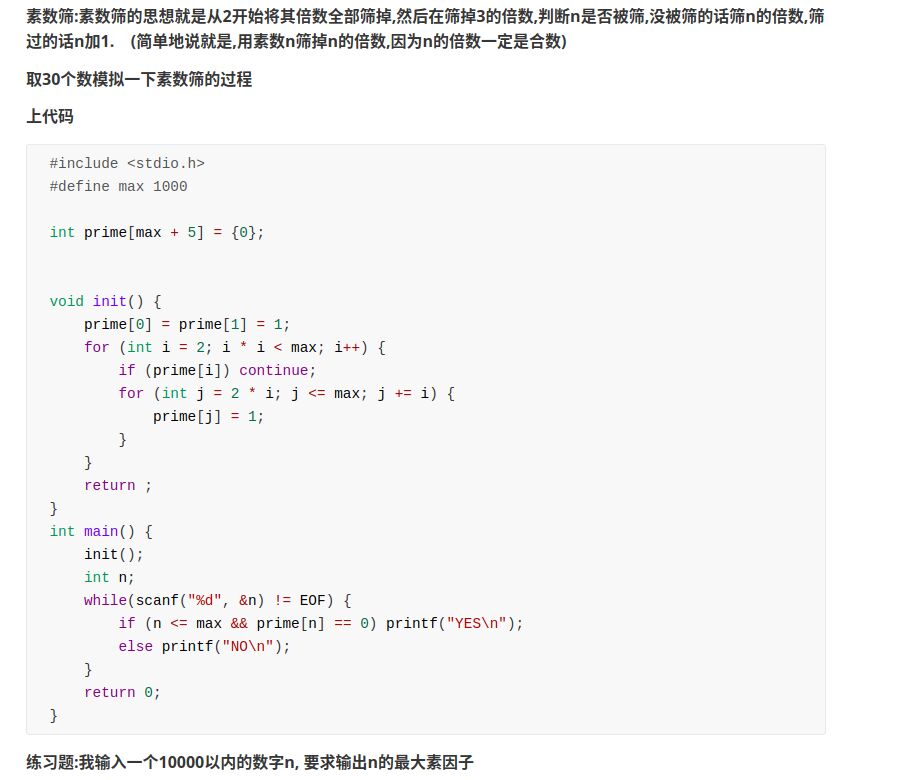 素数筛:素数筛的思想就是从2开始将其倍数全部筛掉,然后在筛掉3的倍数,判断n是否被筛,没被筛的话筛n的倍数,筛
过的话n加1. (简单地说就是,用素数n筛掉n的倍数,因为n的倍数一定是合数)
取30个数模拟一下素数筛的过程
上代码
#include <stdio.h>
#define max 1000
int prime[max + 5] = {0};
void init() {
    prime[0] = prime[1] = 1;
    for (int i = 2; i * i < max; i++) {
        if (prime[i]) continue;
        for (int j = 2 * i; j <= max; j += i) {
            prime[j] = 1;
        }
    }
    return ;
}
int main() {
    init();
    int n;
    while(scanf("%d", &n) != EOF) {
        if (n <= max && prime[n] == 0) printf("YES\n");
        else printf("NO\n");
    }
    return 0;
}
练习题:我输入一个10000以内的数字n, 要求输出n的最大素因子